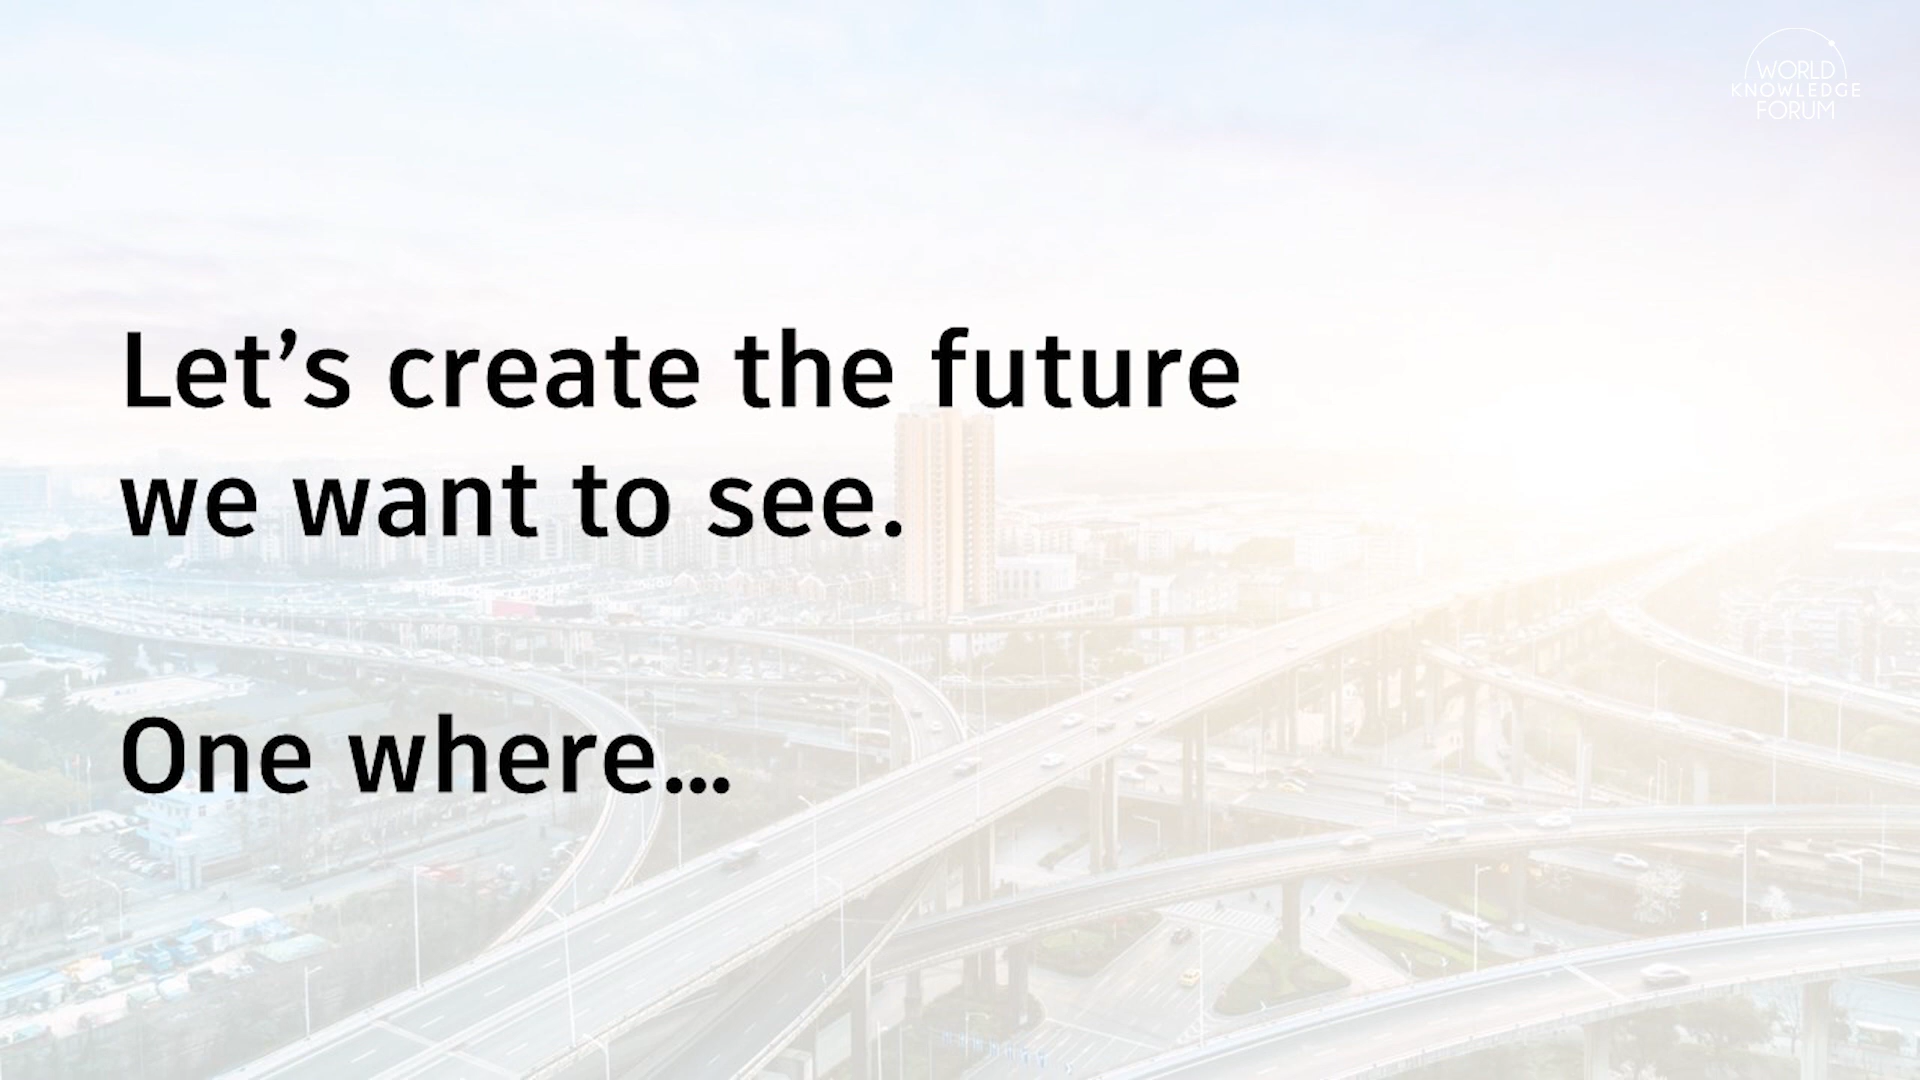 WORLD
KNOWLEDGE
FORUM
Let’s create the future
we want to see.
One where...